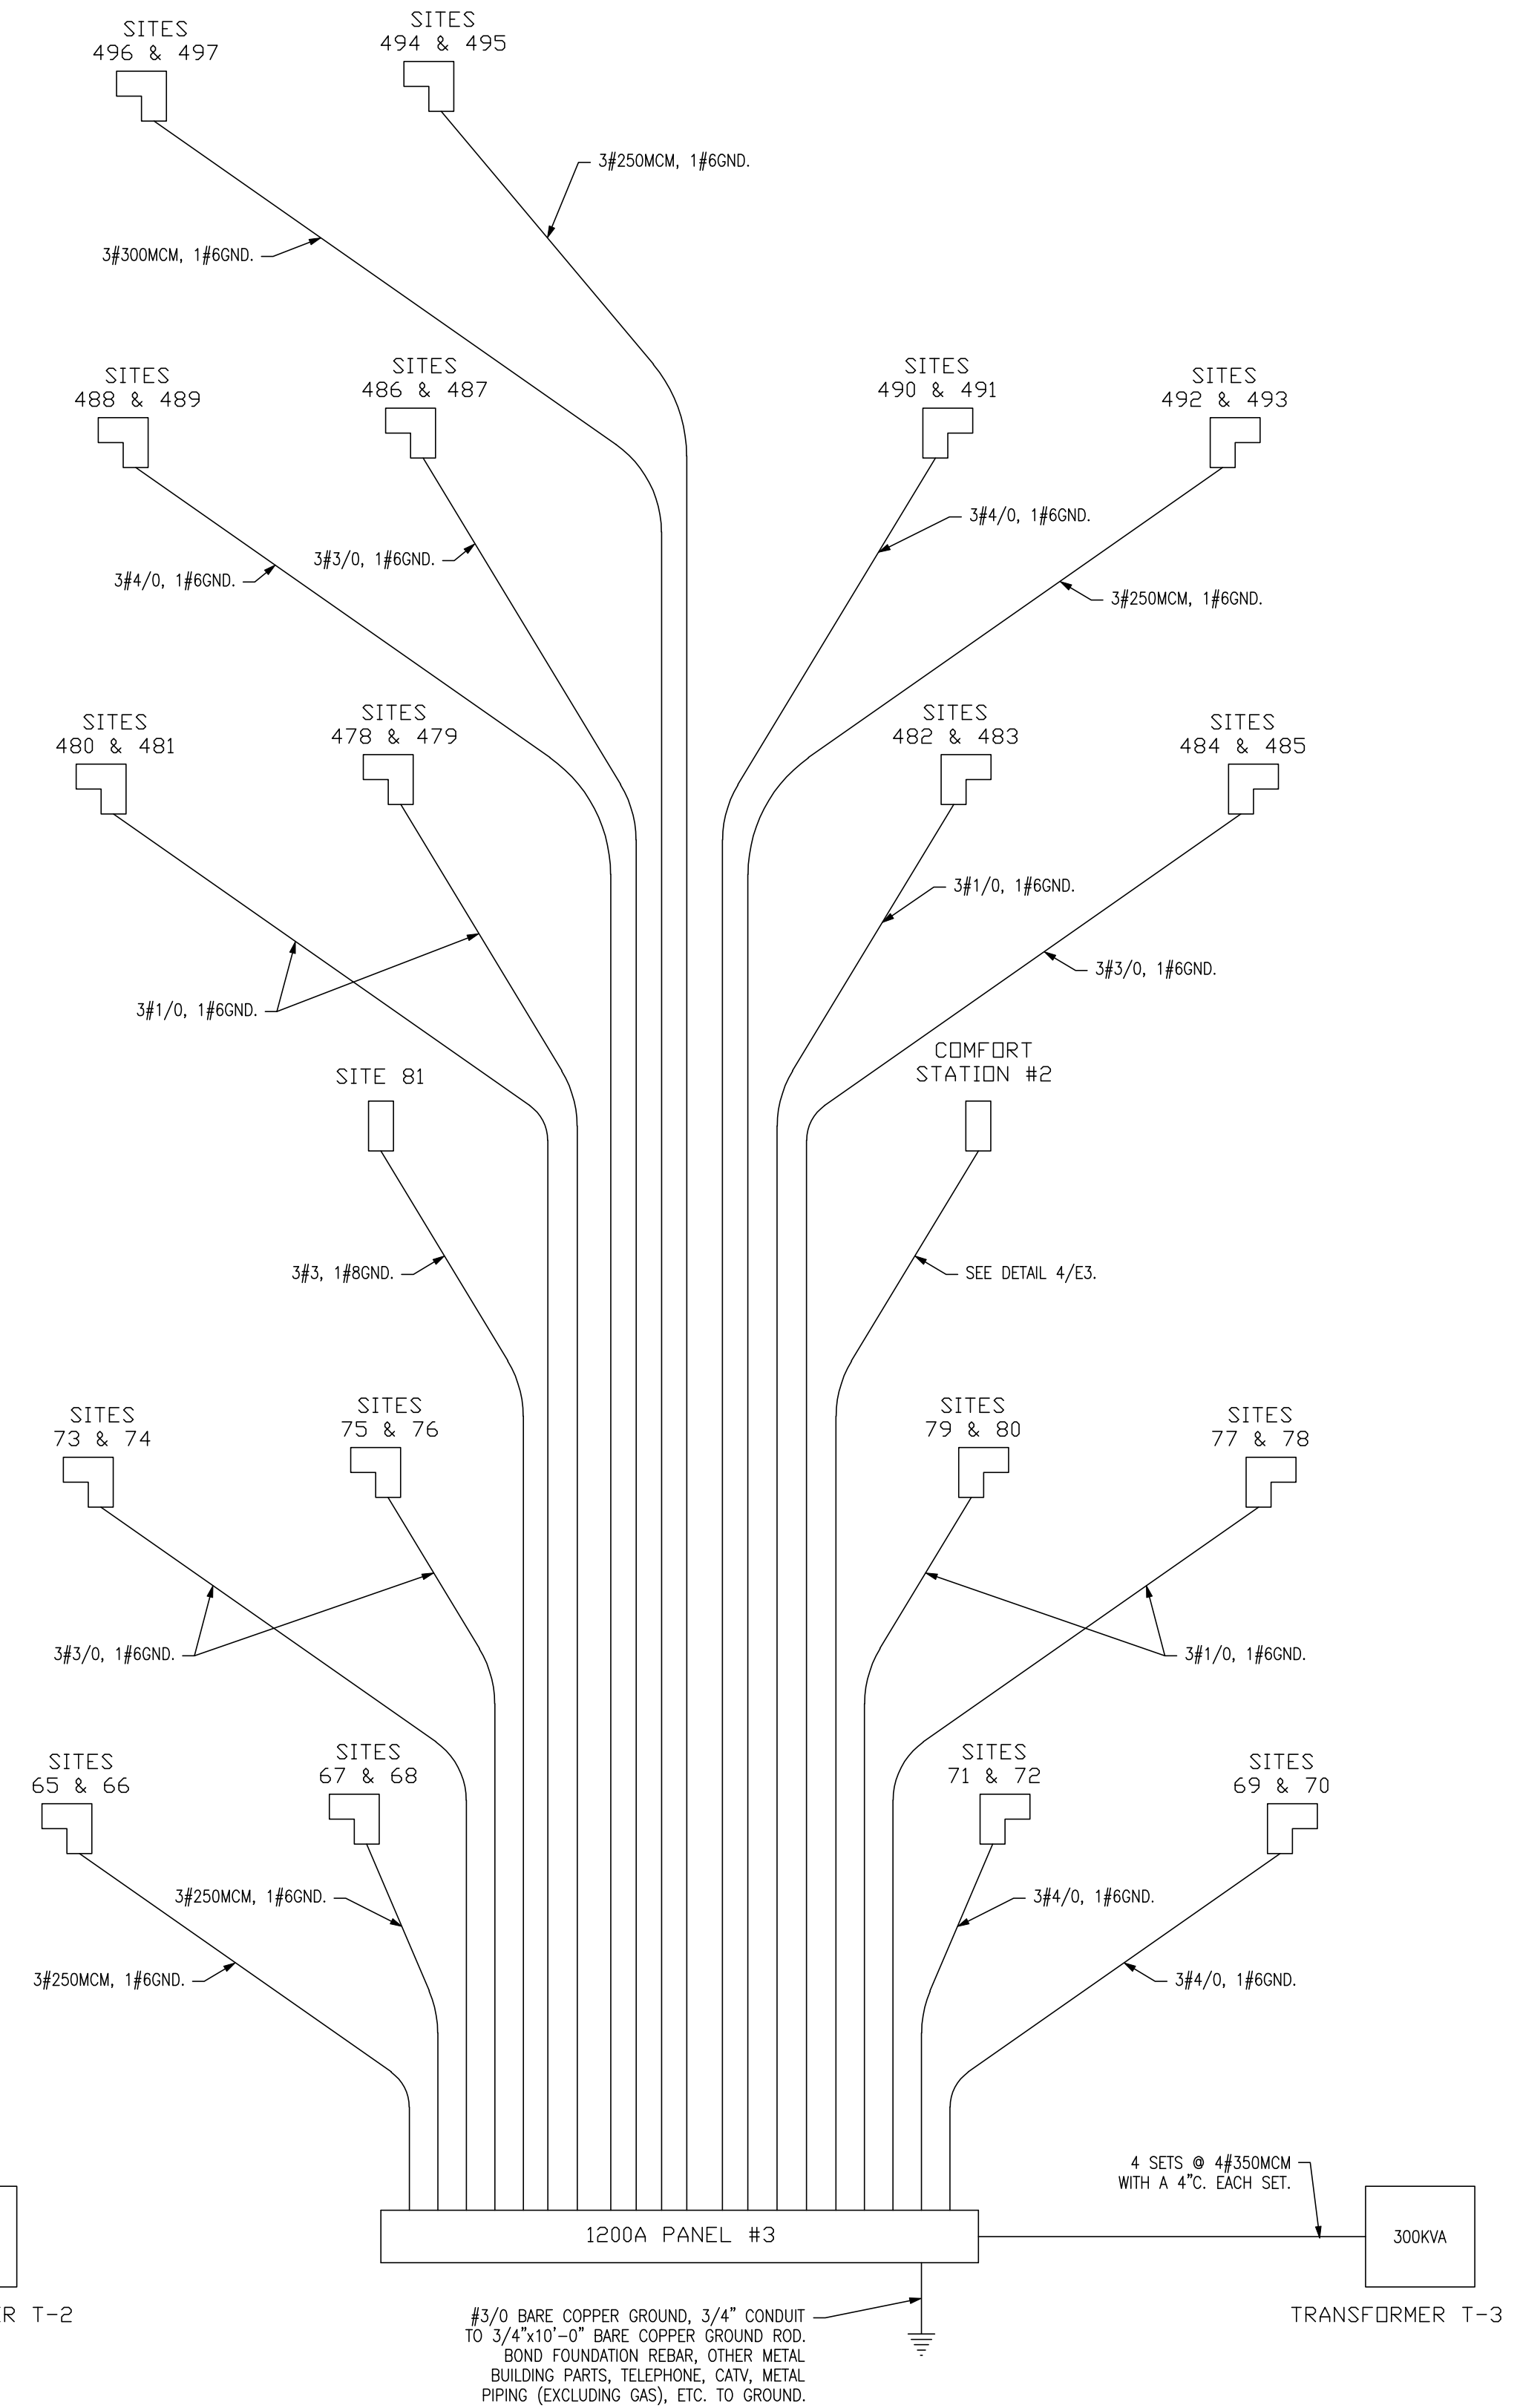 SITES
496 & 497
SITES
494 & 495
3#250MCM, 1#6GND.
3#300MCM, 1#6GND.
SITES
488 & 489
SITES
486 & 487
SITES
490 & 491
SITES
492 & 493
3#4/0, 1#6GND.
3#3/0, 1#6GND.
3#4/0, 1#6GND.
3#250MCM, 1#6GND.
SITES
480 & 481
SITES
478 & 479
SITES
482 & 483
SITES
484 & 485
3#1/0, 1#6GND.
3#3/0, 1#6GND.
3#1/0, 1#6GND.
SITE 81
COMFORT
STATION #2
3#3, 1#8GND.
SEE DETAIL 4/E3.
SITES
73 & 74
SITES
75 & 76
SITES
79 & 80
SITES
77 & 78
3#3/0, 1#6GND.
3#1/0, 1#6GND.
SITES
65 & 66
SITES
67 & 68
SITES
71 & 72
SITES
69 & 70
3#250MCM, 1#6GND.
3#4/0, 1#6GND.
3#250MCM, 1#6GND.
3#4/0, 1#6GND.
4 SETS @ 4#350MCM
WITH A 4"C. EACH SET.
1200A PANEL #3
300KVA
R T-2
TRANSFORMER T-3
#3/0 BARE COPPER GROUND, 3/4" CONDUIT
TO 3/4"x10'-0" BARE COPPER GROUND ROD.
BOND FOUNDATION REBAR, OTHER METAL
BUILDING PARTS, TELEPHONE, CATV, METAL
PIPING (EXCLUDING GAS), ETC. TO GROUND.